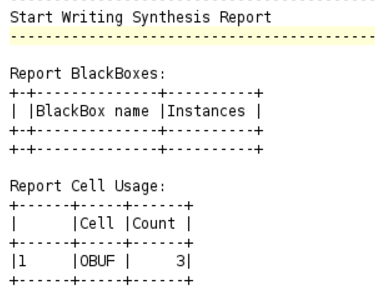 Start Writing Synthesis Report
---------------------------------------------------------------------------------
Report BlackBoxes:
+-+--------------+----------+
| |BlackBox name |Instances |
+-+--------------+----------+
+-+--------------+----------+
Report Cell Usage:
+------+-----+------+
|      |Cell |Count |
+------+-----+------+
|1     |OBUF |     3|
+------+-----+------+